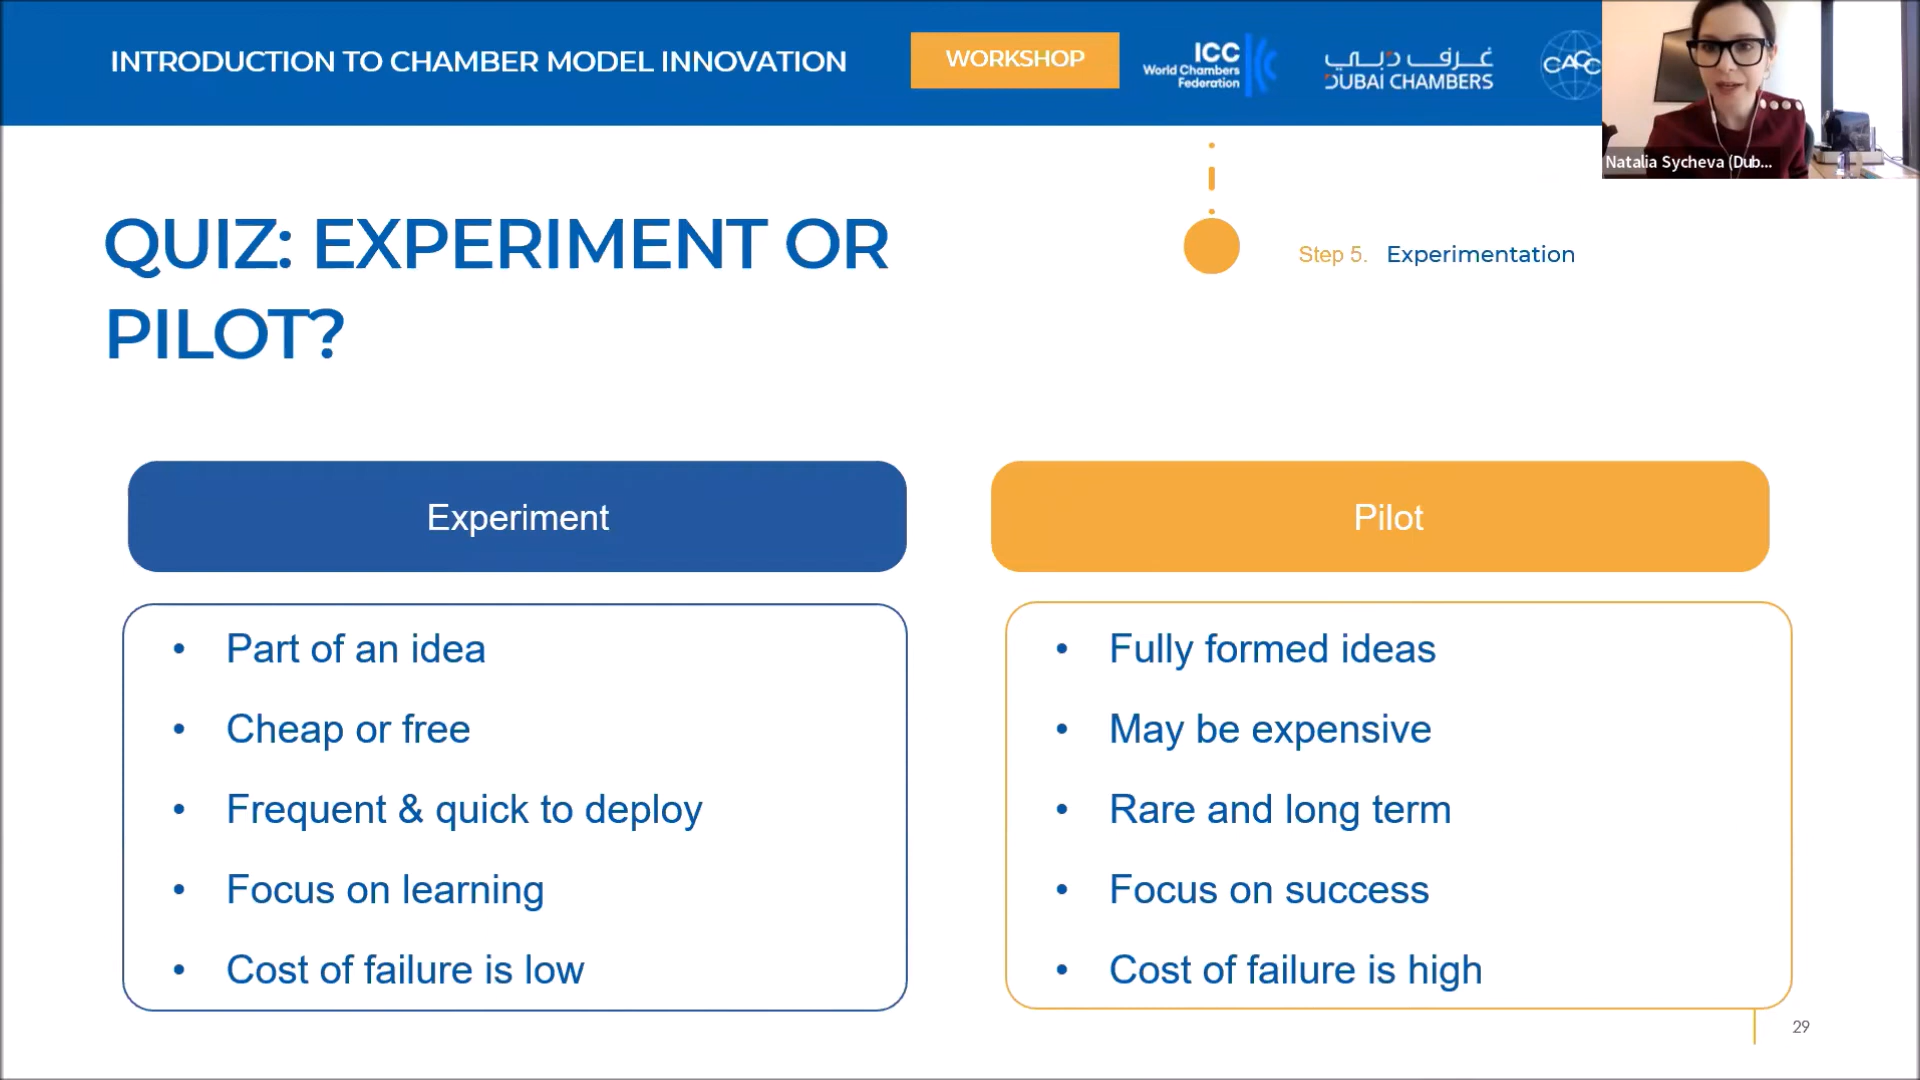 INTRODUCTION TO CHAMBER MODEL INNOVATION
WORKSHOP
ICC
World Chambers
Federation
غرف دبي
DUBAI CHAMBERS
CACC
Natalia Sycheva (Dub...
QUIZ: EXPERIMENT OR
PILOT?
Step 5. Experimentation
Experiment
• Part of an idea
• Cheap or free
• Frequent & quick to deploy
• Focus on learning
• Cost of failure is low
Pilot
• Fully formed ideas
• May be expensive
• Rare and long term
• Focus on success
• Cost of failure is high
29